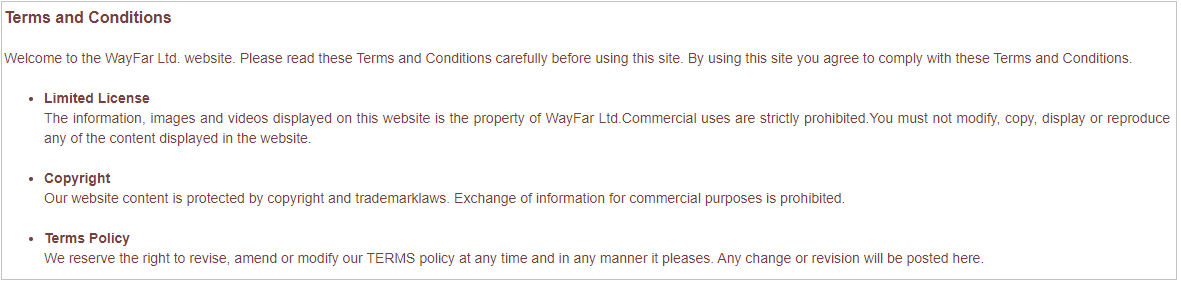 Terms and Conditions
Welcome to the WayFar Ltd. website. Please read these Terms and Conditions carefully before using this site. By using this site you agree to comply with these Terms and Conditions.
• Limited License
The information, images and videos displayed on this website is the property of WayFar Ltd.Commercial uses are strictly prohibited.You must not modify, copy, display or reproduce
any of the content displayed in the website.
• Copyright
Our website content is protected by copyright and trademarklaws. Exchange of information for commercial purposes is prohibited.
• Terms Policy
We reserve the right to revise, amend or modify our TERMS policy at any time and in any manner it pleases. Any change or revision will be posted here.